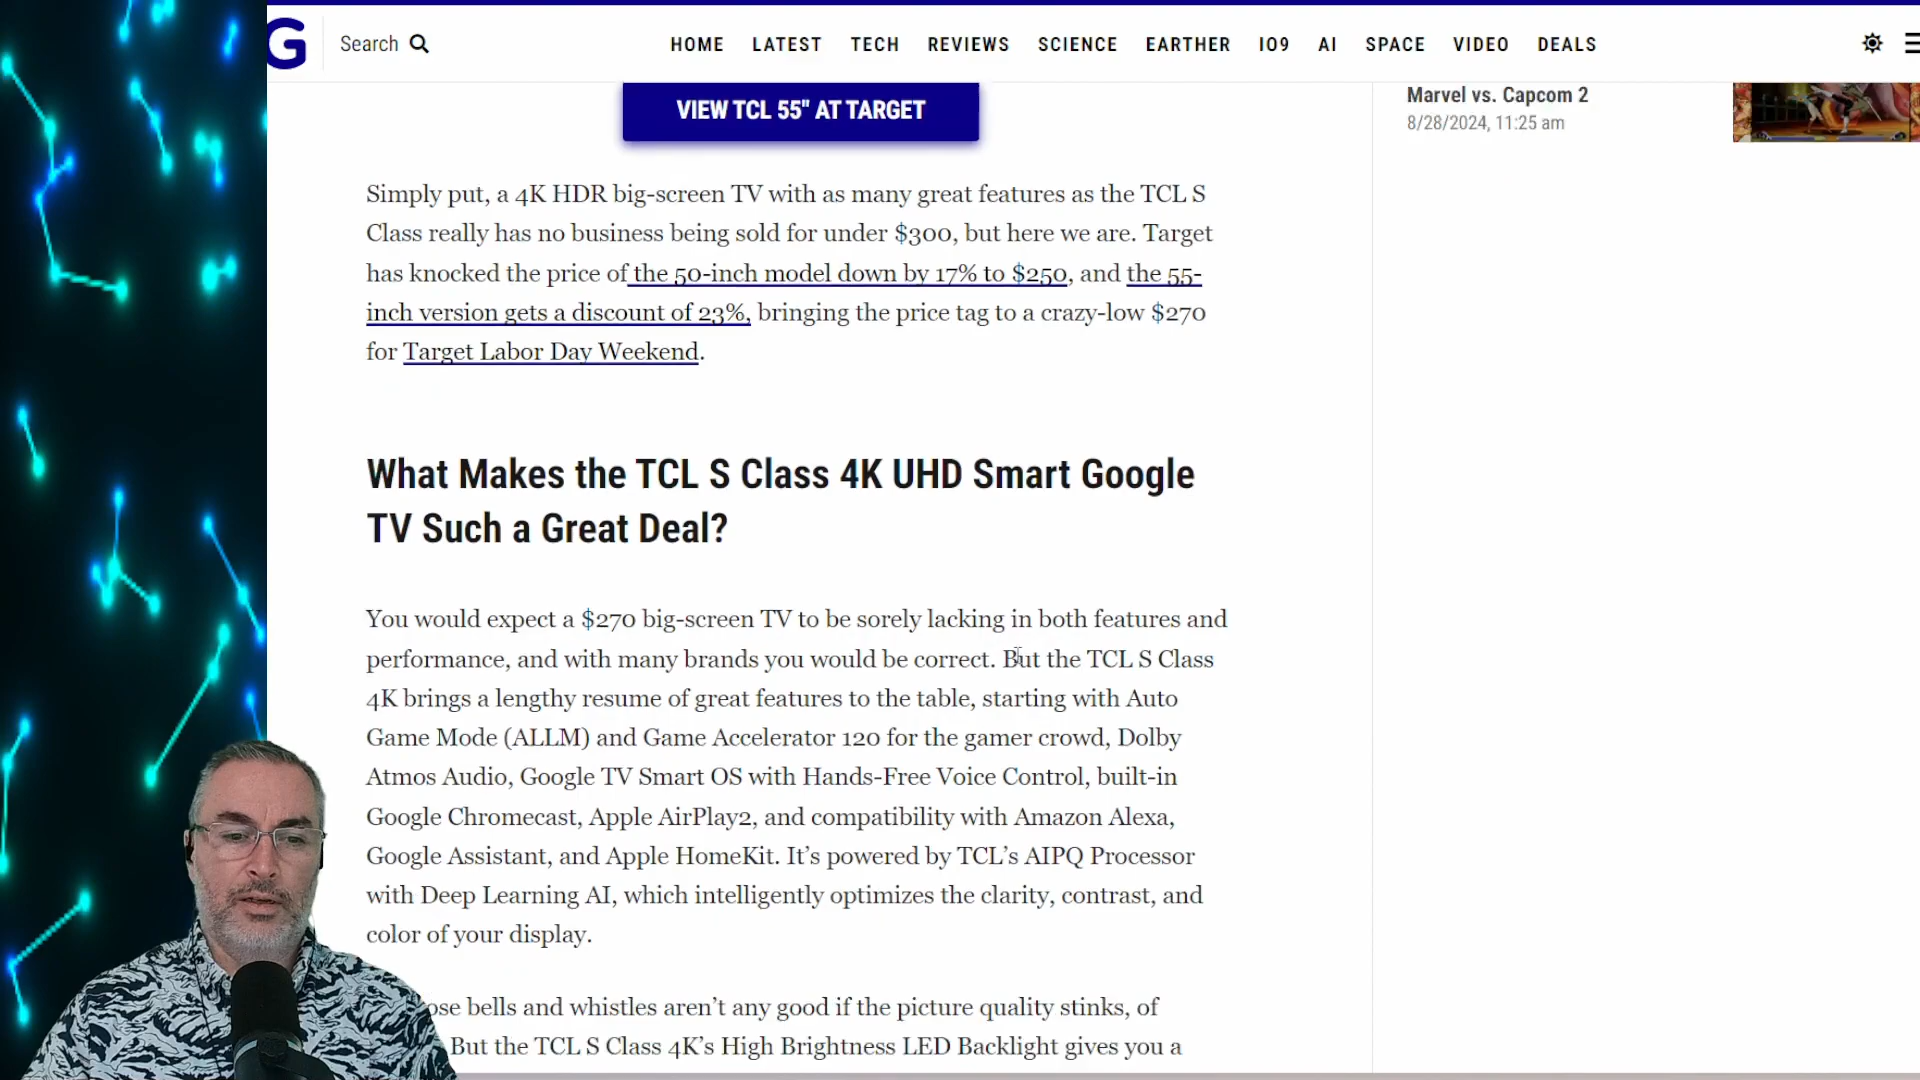 G
Search
HOME LATEST TECH REVIEWS SCIENCE EARTHER IO9 AI SPACE VIDEO DEALS
VIEW TCL 55" AT TARGET
Marvel vs. Capcom 2
8/28/2024, 11:25 am
Simply put, a 4K HDR big-screen TV with as many great features as the TCL S
Class really has no business being sold for under $300, but here we are. Target
has knocked the price of the 50-inch model down by 17% to $250, and the 55-
inch version gets a discount of 23%, bringing the price tag to a crazy-low $270
for Target Labor Day Weekend.
What Makes the TCL S Class 4K UHD Smart Google
TV Such a Great Deal?
You would expect a $270 big-screen TV to be sorely lacking in both features and
performance, and with many brands you would be correct. But the TCL S Class
4K brings a lengthy resume of great features to the table, starting with Auto
Game Mode (ALLM) and Game Accelerator 120 for the gamer crowd, Dolby
Atmos Audio, Google TV Smart OS with Hands-Free Voice Control, built-in
Google Chromecast, Apple AirPlay2, and compatibility with Amazon Alexa,
Google Assistant, and Apple HomeKit. It's powered by TCL's AIPQ Processor
with Deep Learning AI, which intelligently optimizes the clarity, contrast, and
color of your display.
ose bells and whistles aren't any good if the picture quality stinks, of
But the TCL S Class 4K's High Brightness LED Backlight gives you a